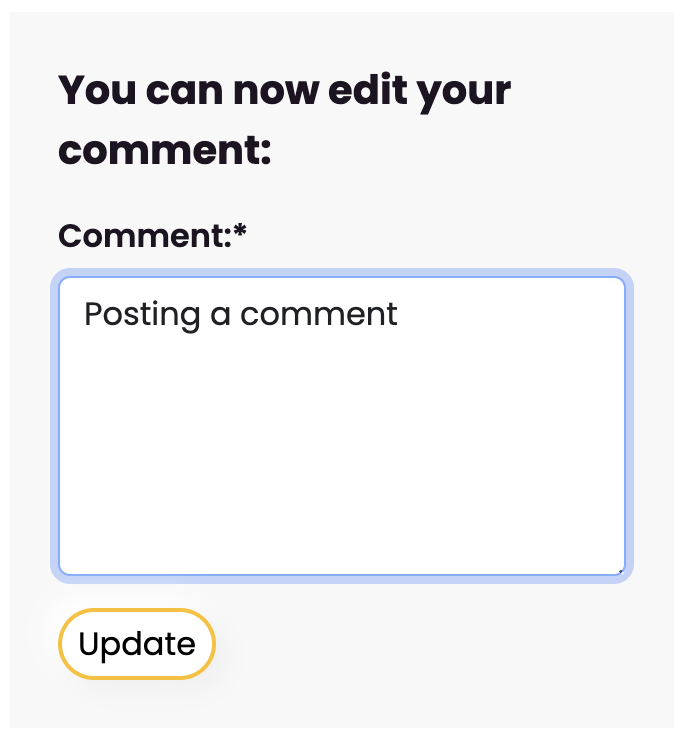 You can now edit your
comment:
Comment:*
Posting a comment
Update